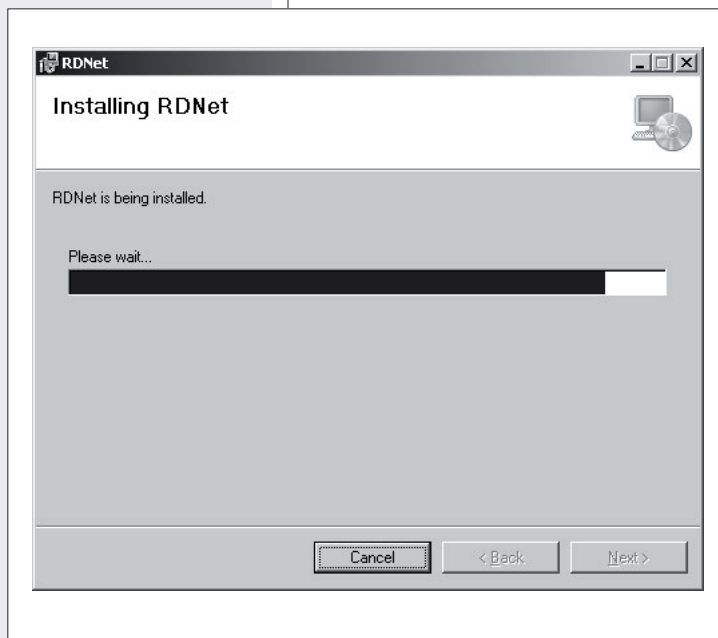 RDNet
Installing RDNet
RDNet is being installed.
Please wait...
Cancel
< Back
Next >